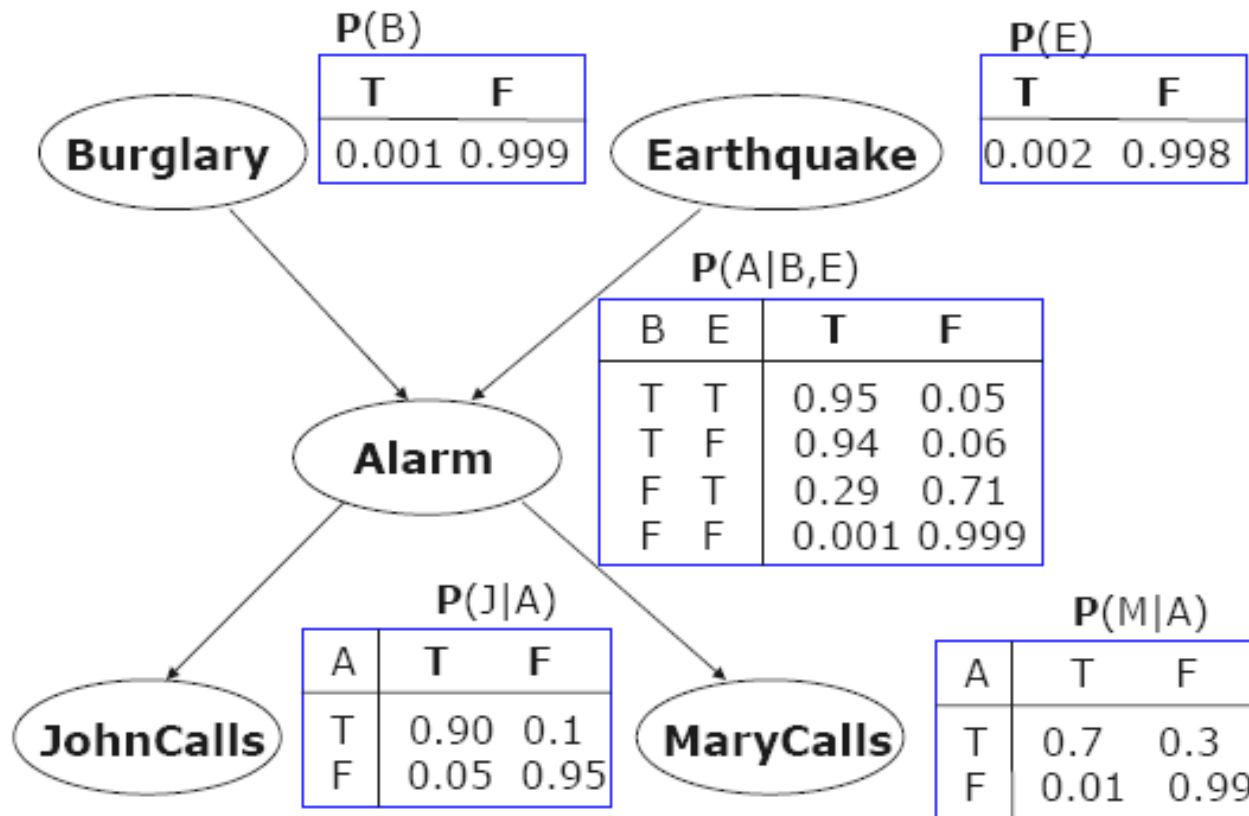 P(B)
T F
0.001 0.999
Burglary
P(E)
T F
0.002 0.998
Earthquake
P(A|B,E)
B E T F
T T 0.95 0.05
T F 0.94 0.06
F T 0.29 0.71
F F 0.001 0.999
Alarm
P(J|A)
A T F
T 0.90 0.1
F 0.05 0.95
JohnCalls
P(M|A)
A T F
T 0.7 0.3
F 0.01 0.99
MaryCalls